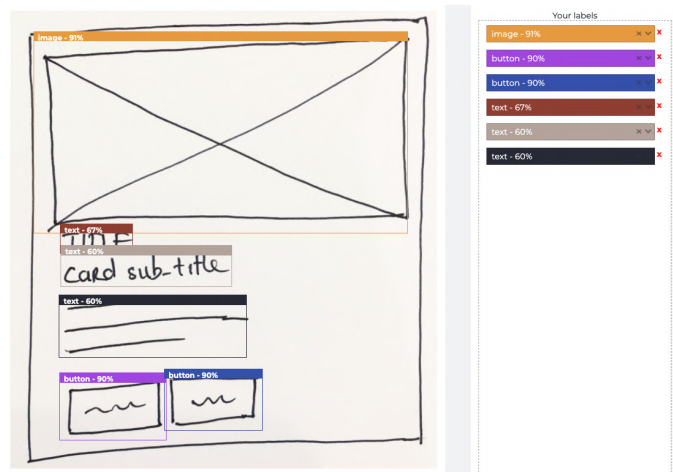 Your labels
image - 91%
image - 91%
button - 90%
button - 90%
text - 67%
text - 60%
text - 60%
text - 67%
TITLE
text - 60%
card sub-title
text - 60%
button - 90%
button - 90%